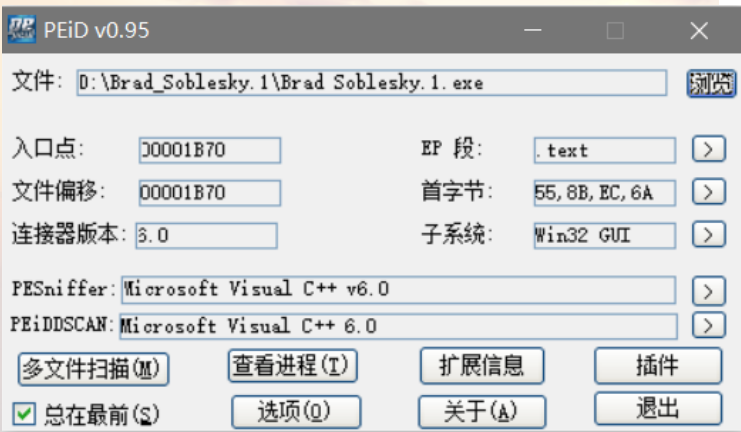 PEiD v0.95
文件: D:\Brad_Soblesky.1\Brad Soblesky.1.exe 浏览
入口点: 00001B70 EP 段: .text >
文件偏移: 00001B70 首字节: 55,8B,EC,6A >
连接器版本: 6.0 子系统: Win32 GUI >
PESniffer: Microsoft Visual C++ v6.0 >
PEiDDSCAN: Microsoft Visual C++ 6.0 >
多文件扫描(M) 查看进程(T) 扩展信息 插件
总在最前(S) 选项(O) 关于(A) 退出